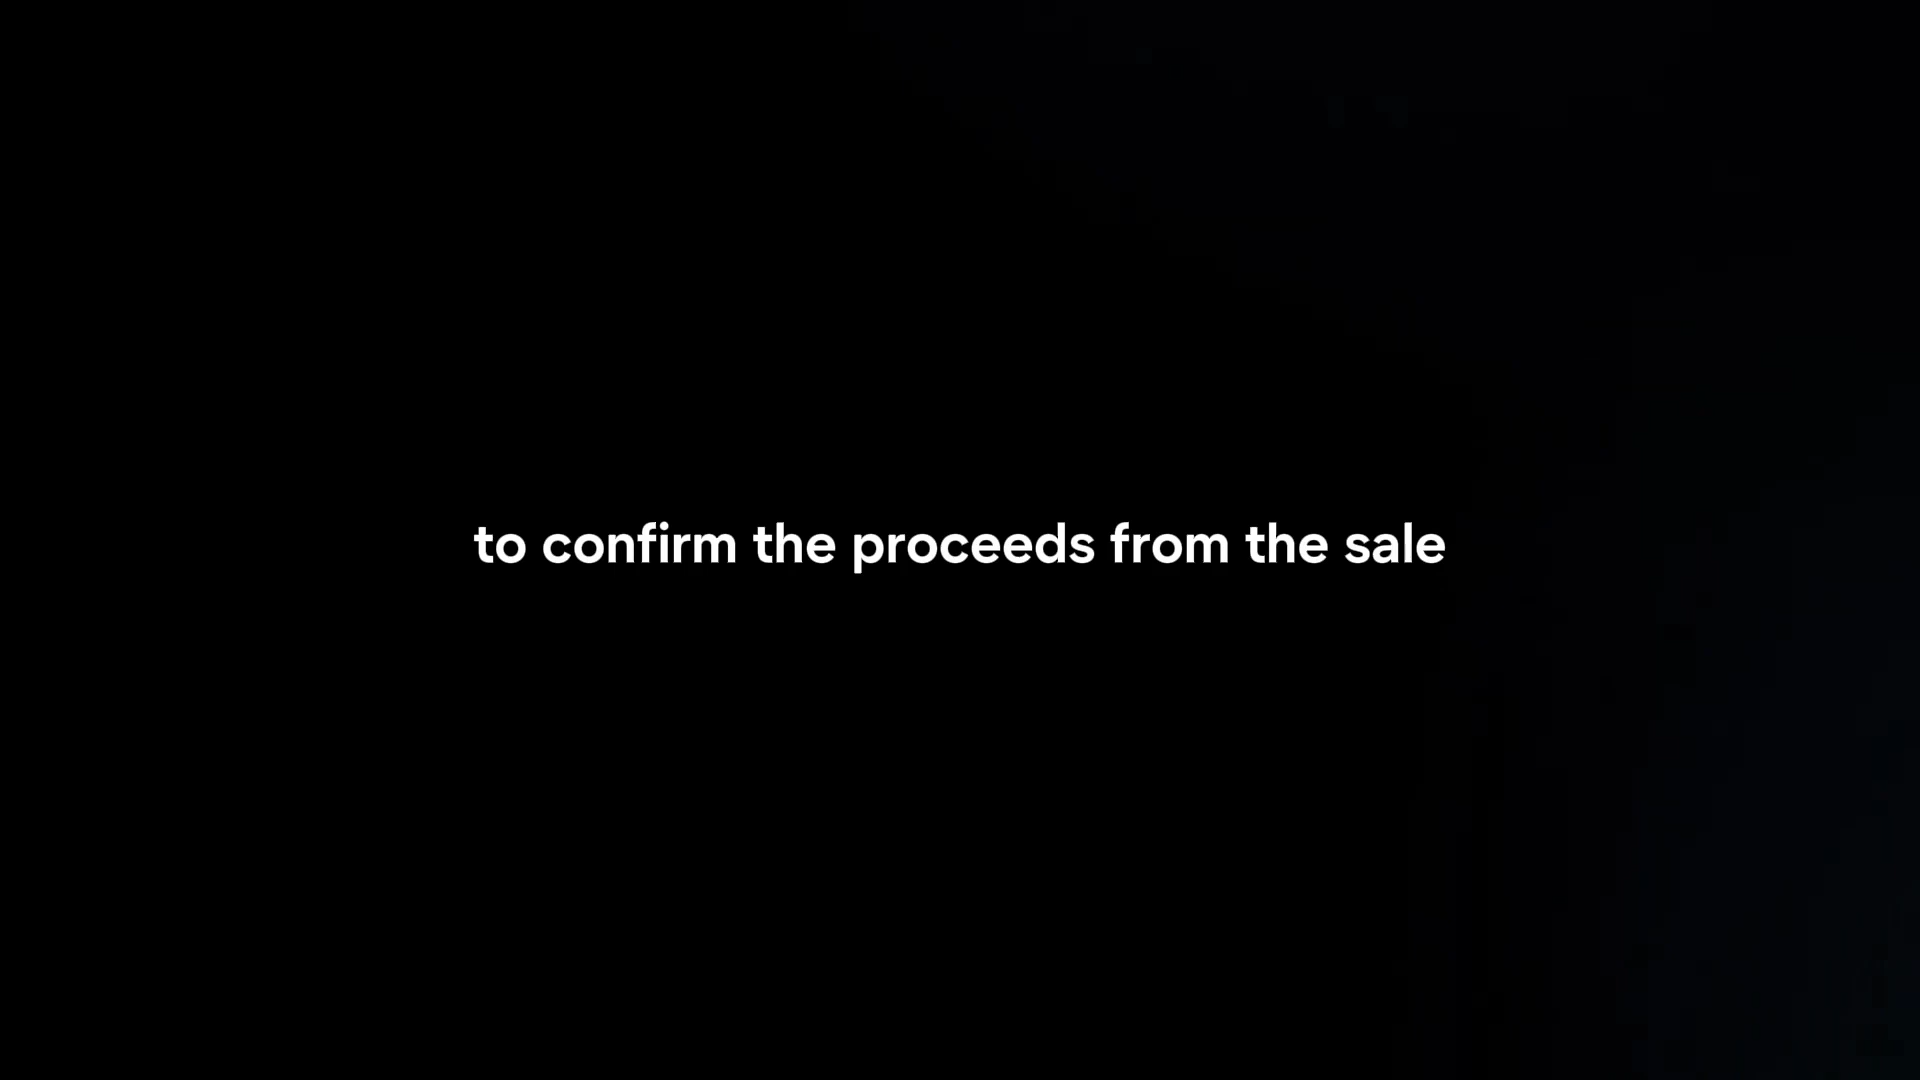 to confirm the proceeds from the sale